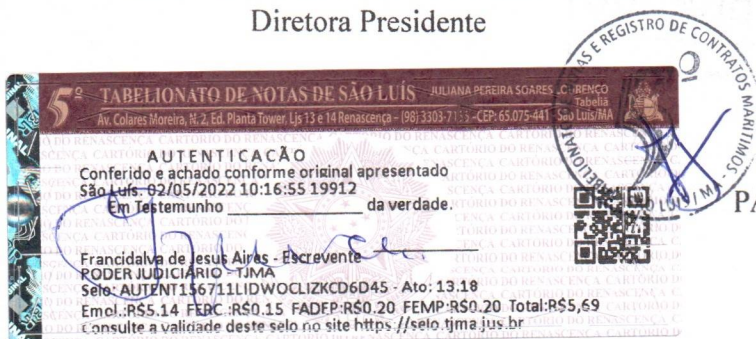 Diretora Presidente
E REGISTRO DE CONTRATOS MARÍTIMOS
5º TABELIONATO DE NOTAS DE SÃO LUÍS JULIANA PEREIRA SOARES
Tabeliã
Av. Colares Moreira, N. 2, Ed. Planta Tower, Ljs 13 e 14 Renascença - (98) 3303-7155 - CEP: 65.075-441 - São Luís/MA
AUTENTICAÇÃO
Conferido e achado conforme original apresentado
São Luís. 02/05/2022 10:16:55 19912
Em Testemunho da verdade.
PA
Francidalva de Jesus Aires - Escrevente
PODER JUDICIÁRIO - TJMA
Selo: AUTENT156711LIDWOCLIZKCD6D45 - Ato: 13.18
Emol.:R$5.14 FERC :R$0.15 FADEP:R$0.20 FEMP:R$0.20 Total:R$5,69
Consulte a validade deste selo no site https://selo.tjma.jus.br